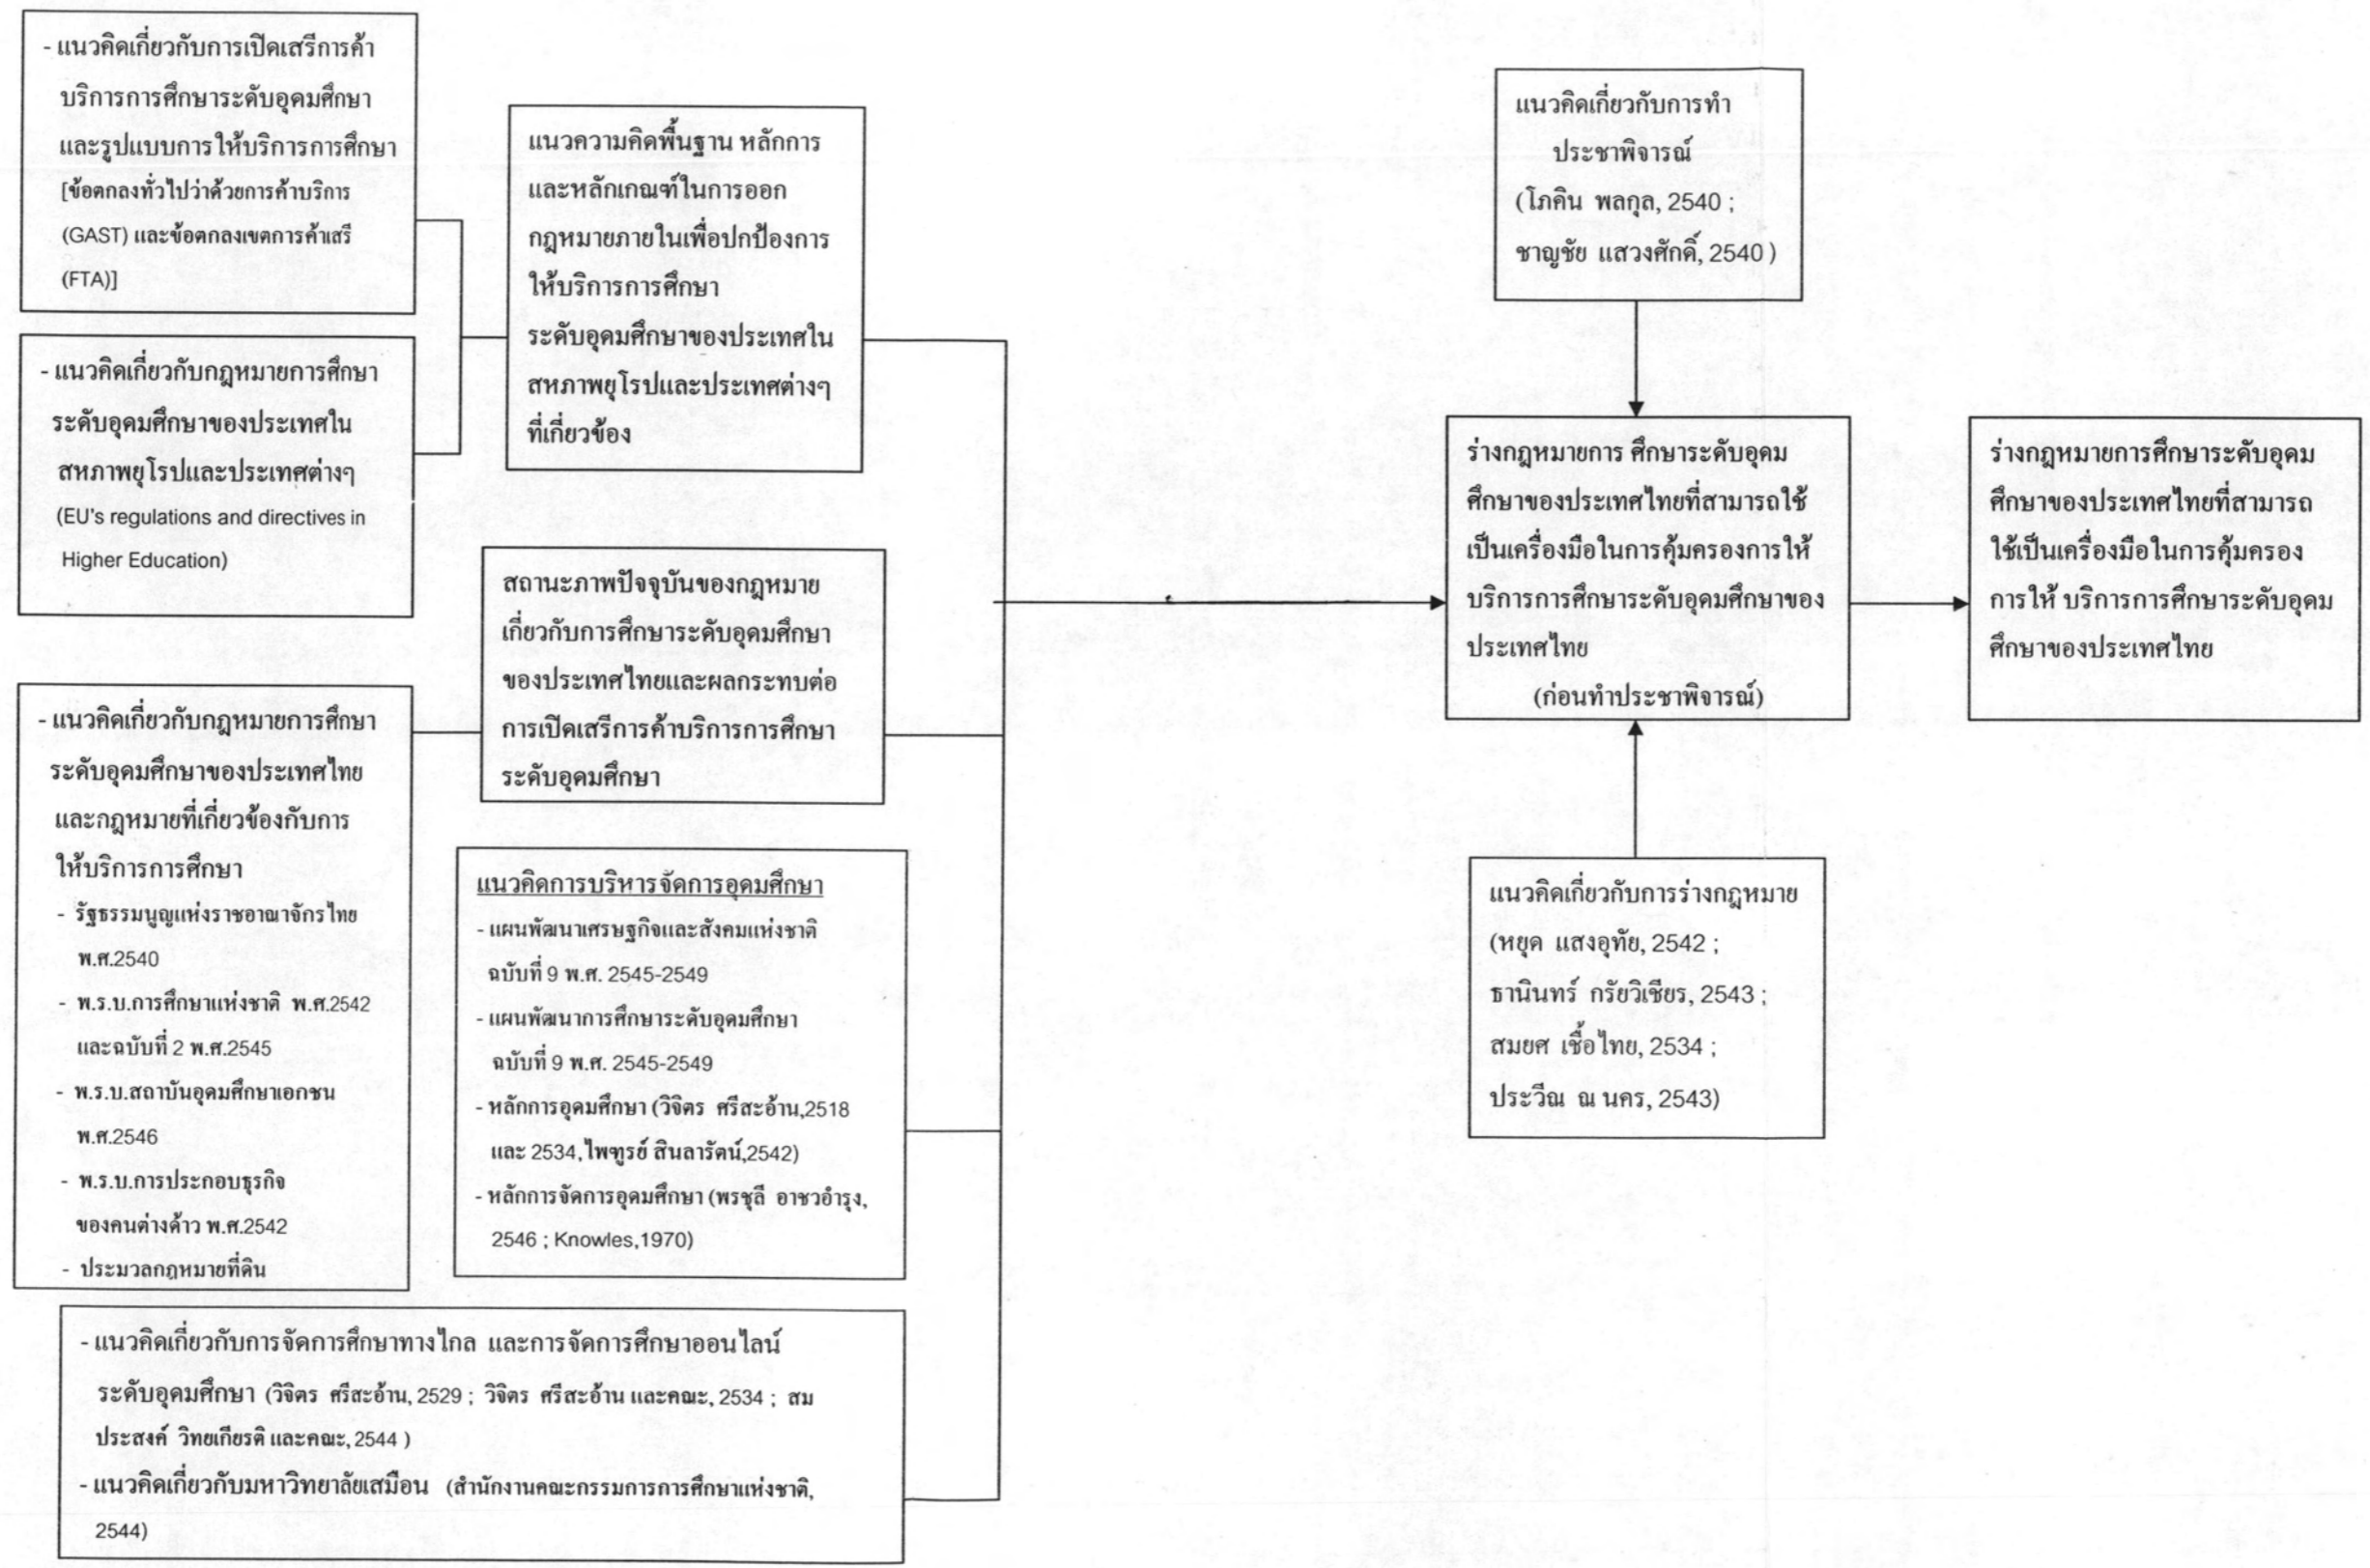 - แนวคิดเกี่ยวกับการเปิดเสรีการค้า
บริการการศึกษาระดับอุดมศึกษา
และรูปแบบการให้บริการการศึกษา
[ข้อตกลงทั่วไปว่าด้วยการค้าบริการ
(GAST) และข้อตกลงเขตการค้าเสรี
(FTA)]
- แนวคิดเกี่ยวกับกฎหมายการศึกษา
ระดับอุดมศึกษาของประเทศใน
สหภาพยุโรปและประเทศต่างๆ
(EU's regulations and directives in
Higher Education)
- แนวคิดเกี่ยวกับกฎหมายการศึกษา
ระดับอุดมศึกษาของประเทศไทย
และกฎหมายที่เกี่ยวข้องกับการ
ให้บริการการศึกษา
- รัฐธรรมนูญแห่งราชอาณาจักรไทย
พ.ศ.2540
- พ.ร.บ.การศึกษาแห่งชาติ พ.ศ.2542
และฉบับที่ 2 พ.ศ.2545
- พ.ร.บ.สถาบันอุดมศึกษาเอกชน
พ.ศ.2546
- พ.ร.บ.การประกอบธุรกิจ
ของคนต่างด้าว พ.ศ.2542
- ประมวลกฎหมายที่ดิน
แนวความคิดพื้นฐาน หลักการ
และหลักเกณฑ์ในการออก
กฎหมายภายในเพื่อปกป้องการ
ให้บริการการศึกษา
ระดับอุดมศึกษาของประเทศใน
สหภาพยุโรปและประเทศต่างๆ
ที่เกี่ยวข้อง
สถานะภาพปัจจุบันของกฎหมาย
เกี่ยวกับการศึกษาระดับอุดมศึกษา
ของประเทศไทยและผลกระทบต่อ
การเปิดเสรีการค้าบริการการศึกษา
ระดับอุดมศึกษา
แนวคิดการบริหารจัดการอุดมศึกษา
- แผนพัฒนาเศรษฐกิจและสังคมแห่งชาติ
ฉบับที่ 9 พ.ศ. 2545-2549
- แผนพัฒนาการศึกษาระดับอุดมศึกษา
ฉบับที่ 9 พ.ศ. 2545-2549
- หลักการอุดมศึกษา (วิจิตร ศรีสะอ้าน,2518
และ 2534,ไพฑูรย์ สินลารัตน์,2542)
- หลักการจัดการอุดมศึกษา (พรชุลี อาชวอำรุง,
2546 ; Knowles,1970)
- แนวคิดเกี่ยวกับการจัดการศึกษาทางไกล และการจัดการศึกษาออนไลน์
ระดับอุดมศึกษา (วิจิตร ศรีสะอ้าน, 2529 ; วิจิตร ศรีสะอ้าน และคณะ, 2534 ; สม
ประสงค์ วิทยเกียรติ และคณะ, 2544 )
- แนวคิดเกี่ยวกับมหาวิทยาลัยเสมือน (สำนักงานคณะกรรมการการศึกษาแห่งชาติ,
2544)
แนวคิดเกี่ยวกับการทำ
ประชาพิจารณ์
(โภคิน พลกุล, 2540 ;
ชาญชัย แสวงศักดิ์, 2540 )
ร่างกฎหมายการ ศึกษาระดับอุดม
ศึกษาของประเทศไทยที่สามารถใช้
เป็นเครื่องมือในการคุ้มครองการให้
บริการการศึกษาระดับอุดมศึกษาของ
ประเทศไทย
(ก่อนทำประชาพิจารณ์)
แนวคิดเกี่ยวกับการร่างกฎหมาย
(หยุด แสงอุทัย, 2542 ;
ธานินทร์ กรัยวิเชียร, 2543 ;
สมยศ เชื้อไทย, 2534 ;
ประวีณ ณ นคร, 2543)
ร่างกฎหมายการศึกษาระดับอุดม
ศึกษาของประเทศไทยที่สามารถ
ใช้เป็นเครื่องมือในการคุ้มครอง
การให้ บริการการศึกษาระดับอุดม
ศึกษาของประเทศไทย